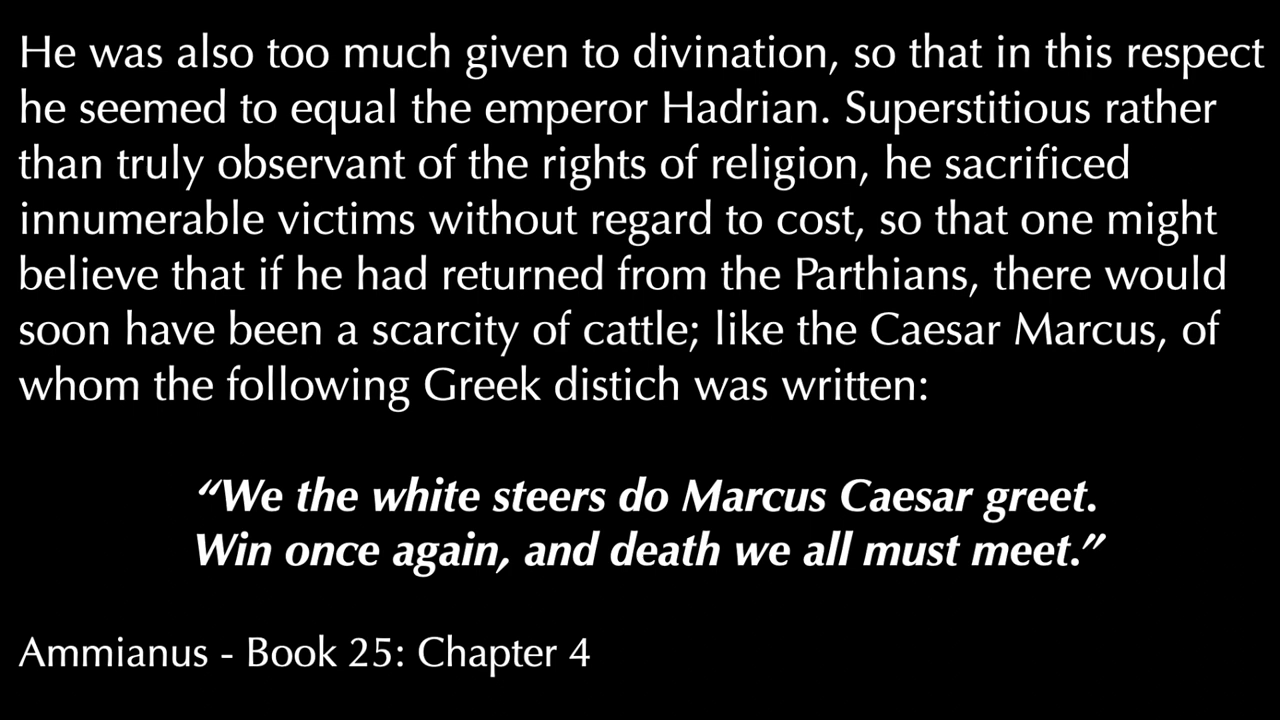 He was also too much given to divination, so that in this respect
he seemed to equal the emperor Hadrian. Superstitious rather
than truly observant of the rights of religion, he sacrificed
innumerable victims without regard to cost, so that one might
believe that if he had returned from the Parthians, there would
soon have been a scarcity of cattle; like the Caesar Marcus, of
whom the following Greek distich was written:
“We the white steers do Marcus Caesar greet.
Win once again, and death we all must meet.”
Ammianus - Book 25: Chapter 4